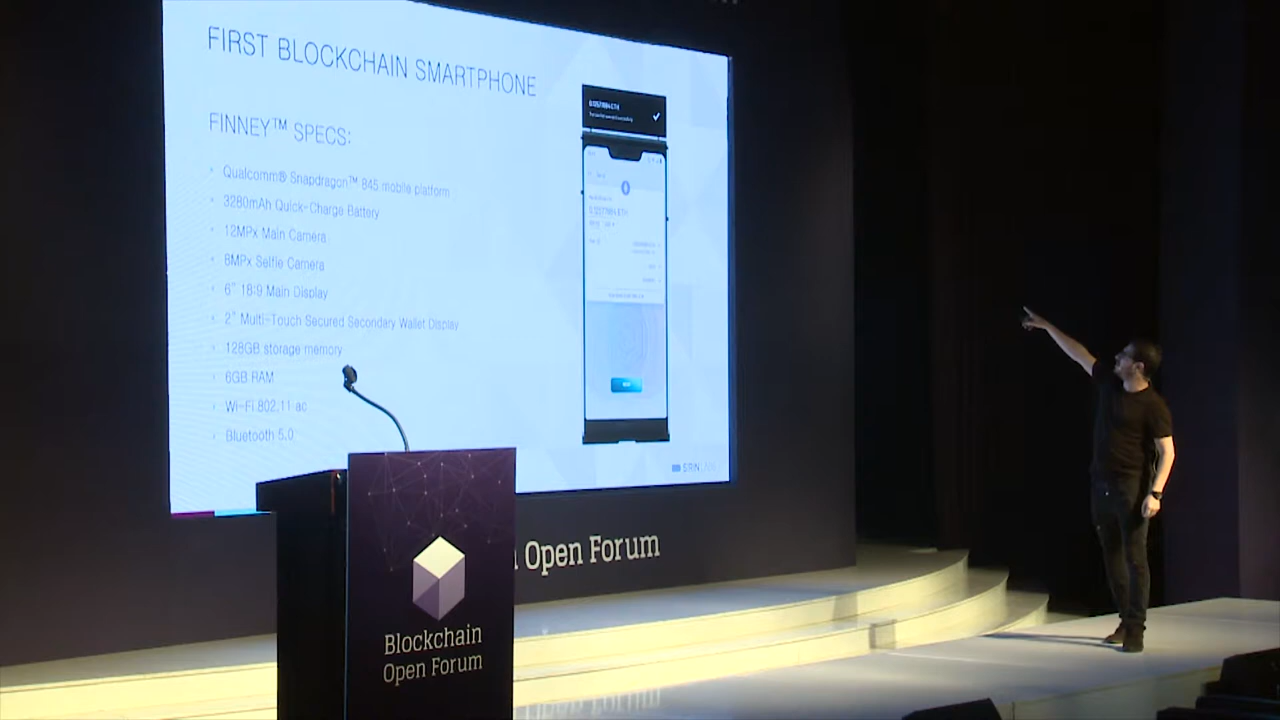 FIRST BLOCKCHAIN SMARTPHONE
FINNEY™ SPECS:
Qualcomm® Snapdragon™ 845 mobile platform
3280mAh Quick-Charge Battery
12MPx Main Camera
8MPx Selfie Camera
6" 18:9 Main Display
2" Multi-Touch Secured Secondary Wallet Display
128GB storage memory
6GB RAM
Wi-Fi 802.11 ac
Bluetooth 5.0
Open Forum
Blockchain
Open Forum